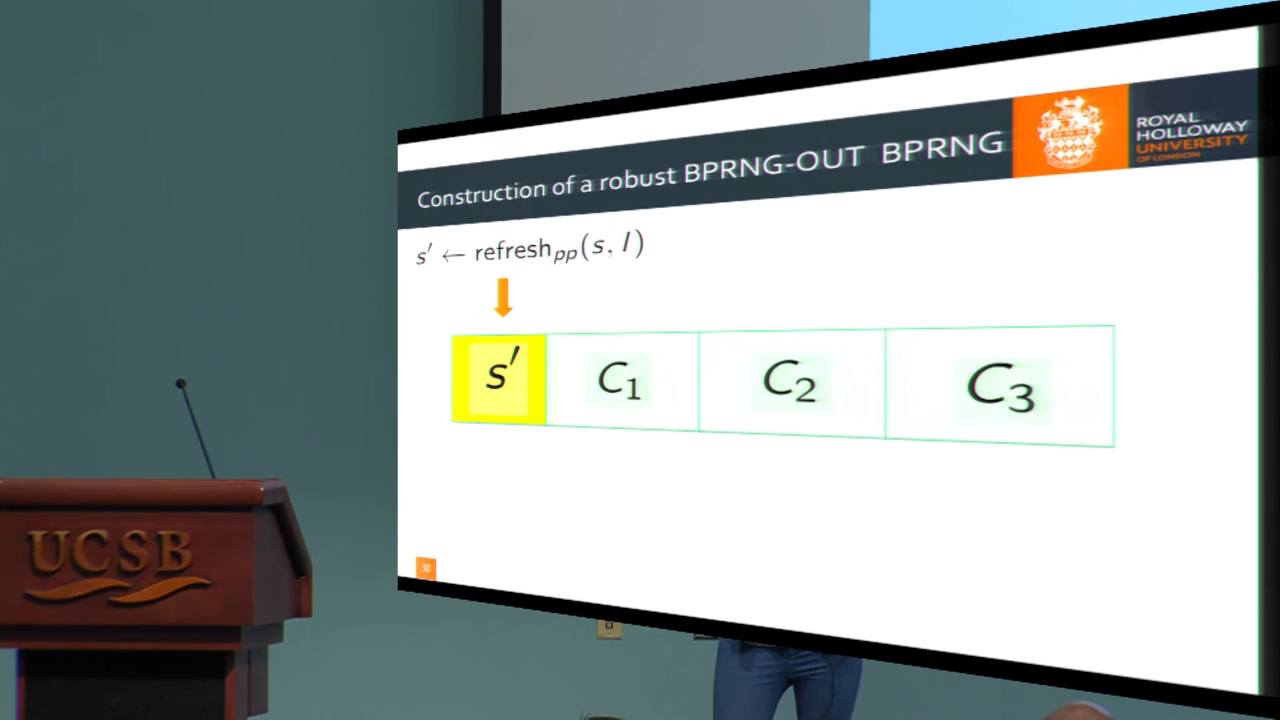 Construction of a robust BPRNG-OUT BPRNG
ROYAL
HOLLOWAY
UNIVERSITY
OF LONDON
s′ ← refresh_pp(s, I)
s′
C₁
C₂
C₃
30
UCSB